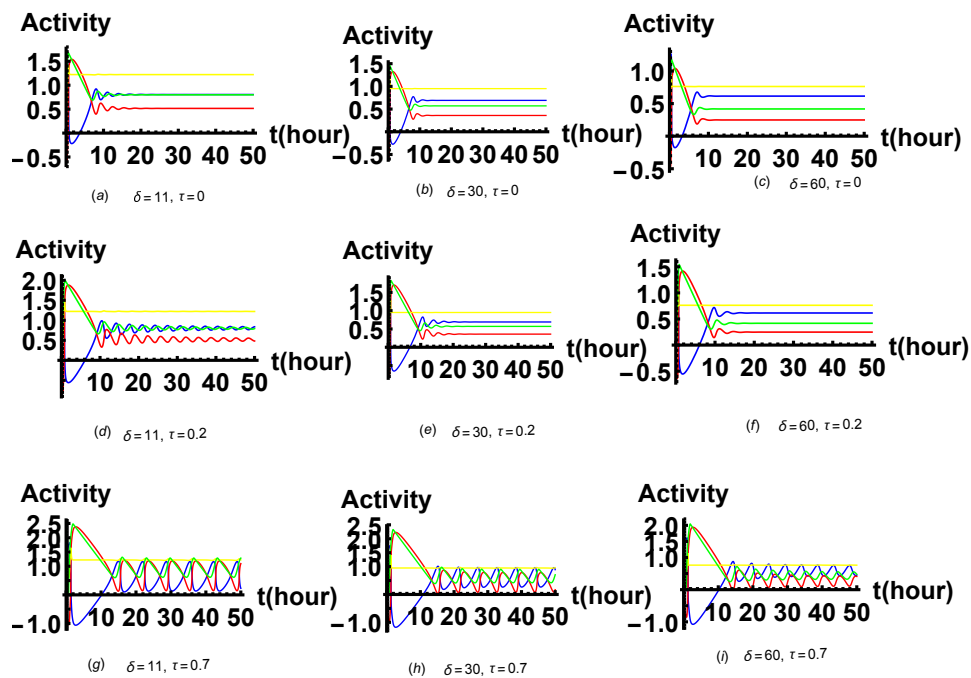 Activity
1.5
1.0
0.5
−0.5
10 20 30 40 50
t(hour)
(a) δ=11, τ=0
Activity
1.5
1.0
0.5
−0.5
10 20 30 40 50
t(hour)
(b) δ=30, τ=0
Activity
1.0
0.5
−0.5
10 20 30 40 50
t(hour)
(c) δ=60, τ=0
Activity
2.0
1.5
1.0
0.5
10 20 30 40 50
t(hour)
(d) δ=11, τ=0.2
Activity
2.0
1.5
1.0
0.5
10 20 30 40 50
t(hour)
(e) δ=30, τ=0.2
Activity
1.5
1.0
0.5
−0.5
10 20 30 40 50
t(hour)
(f) δ=60, τ=0.2
Activity
2.5
2.0
1.5
1.0
−1.0
10 20 30 40 50
t(hour)
(g) δ=11, τ=0.7
Activity
2.0
1.0
−1.0
10 20 30 40 50
t(hour)
(h) δ=30, τ=0.7
Activity
2.0
1.0
−1.0
10 20 30 40 50
t(hour)
(i) δ=60, τ=0.7